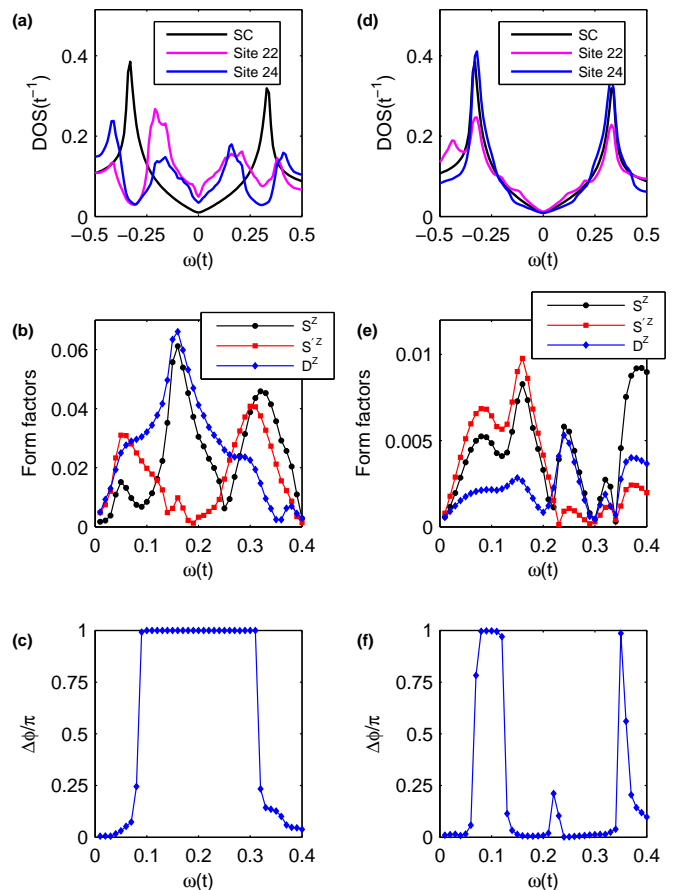 (a)
SC
Site 22
Site 24
DOS(t⁻¹)
0.4
0.2
0
−0.5
−0.25
0
0.25
0.5
ω(t)
(d)
SC
Site 22
Site 24
DOS(t⁻¹)
0.4
0.2
0
−0.5
−0.25
0
0.25
0.5
ω(t)
(b)
S^Z
S′^Z
D^Z
Form factors
0.06
0.04
0.02
0
0
0.1
0.2
0.3
0.4
ω(t)
(e)
S^Z
S′^Z
D^Z
Form factors
0.01
0.005
0
0
0.1
0.2
0.3
0.4
ω(t)
(c)
Δϕ/π
1
0.75
0.5
0.25
0
0
0.1
0.2
0.3
0.4
ω(t)
(f)
Δϕ/π
1
0.75
0.5
0.25
0
0
0.1
0.2
0.3
0.4
ω(t)